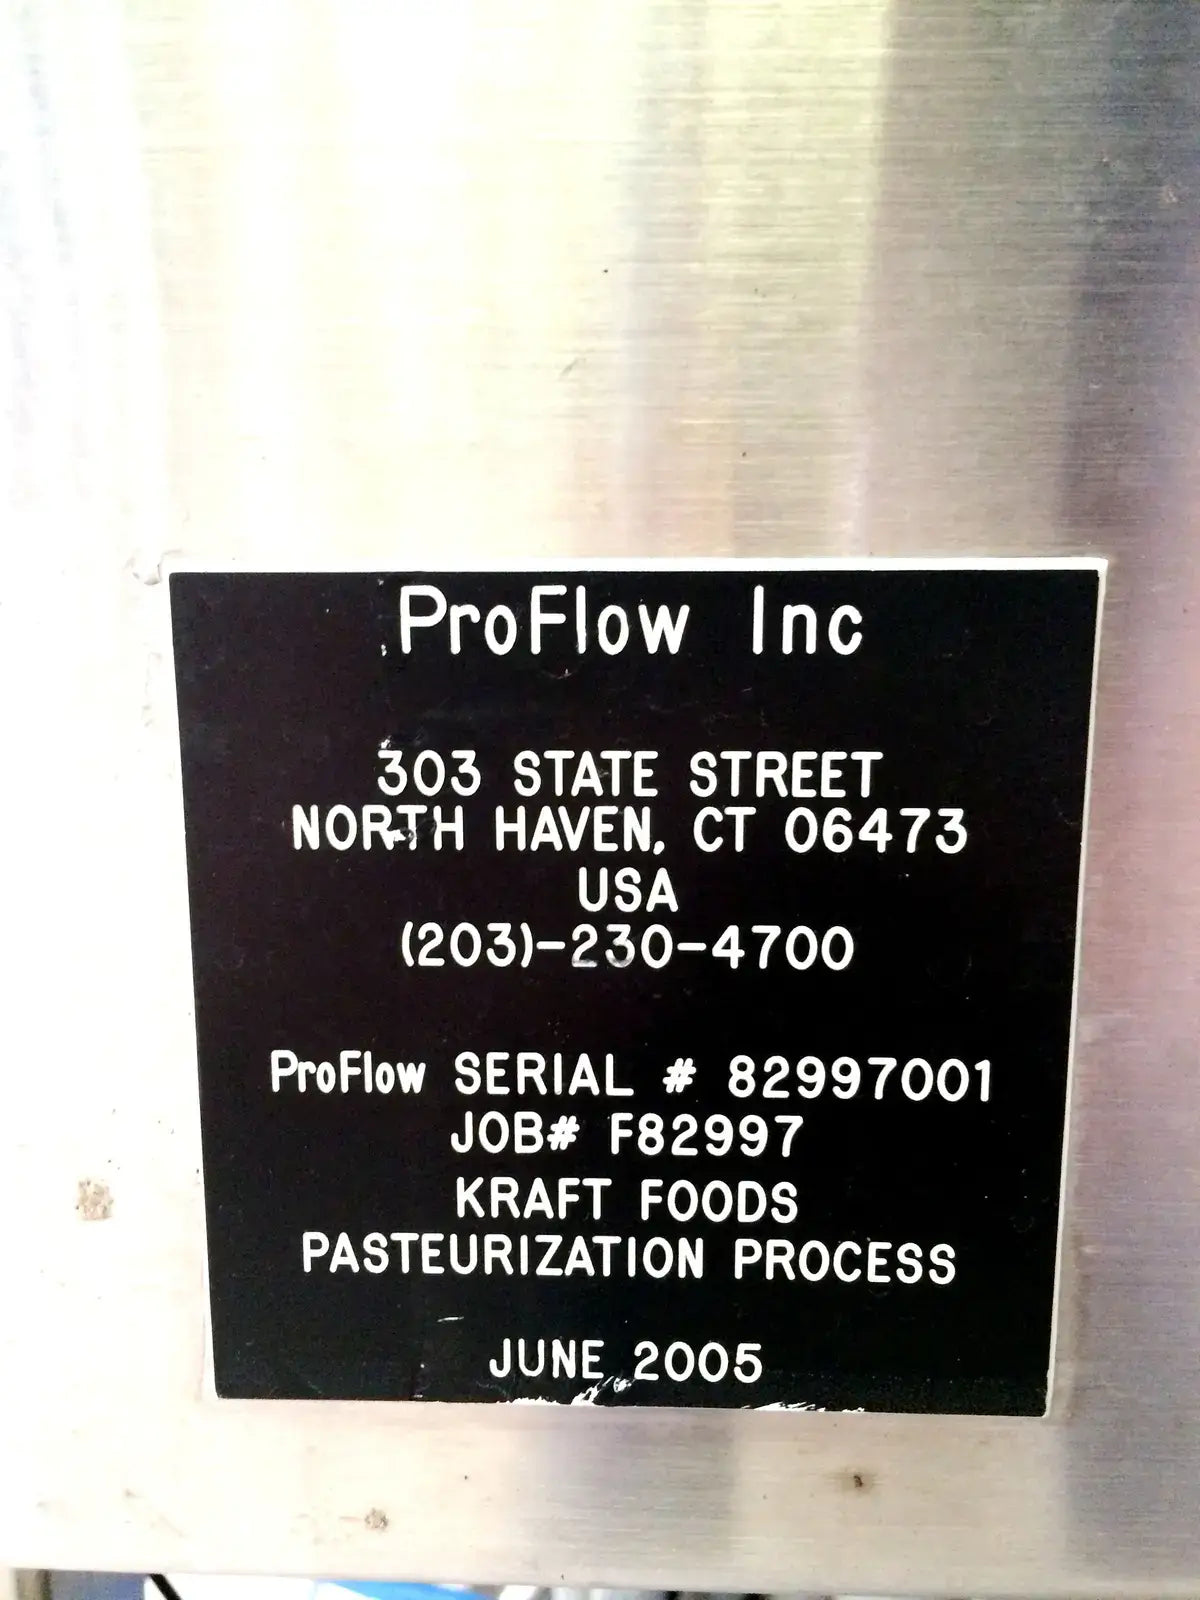 ProFlow Inc
303 STATE STREET
NORTH HAVEN, CT 06473
USA
(203)-230-4700
ProFlow SERIAL # 82997001
JOB# F82997
KRAFT FOODS
PASTEURIZATION PROCESS
JUNE 2005